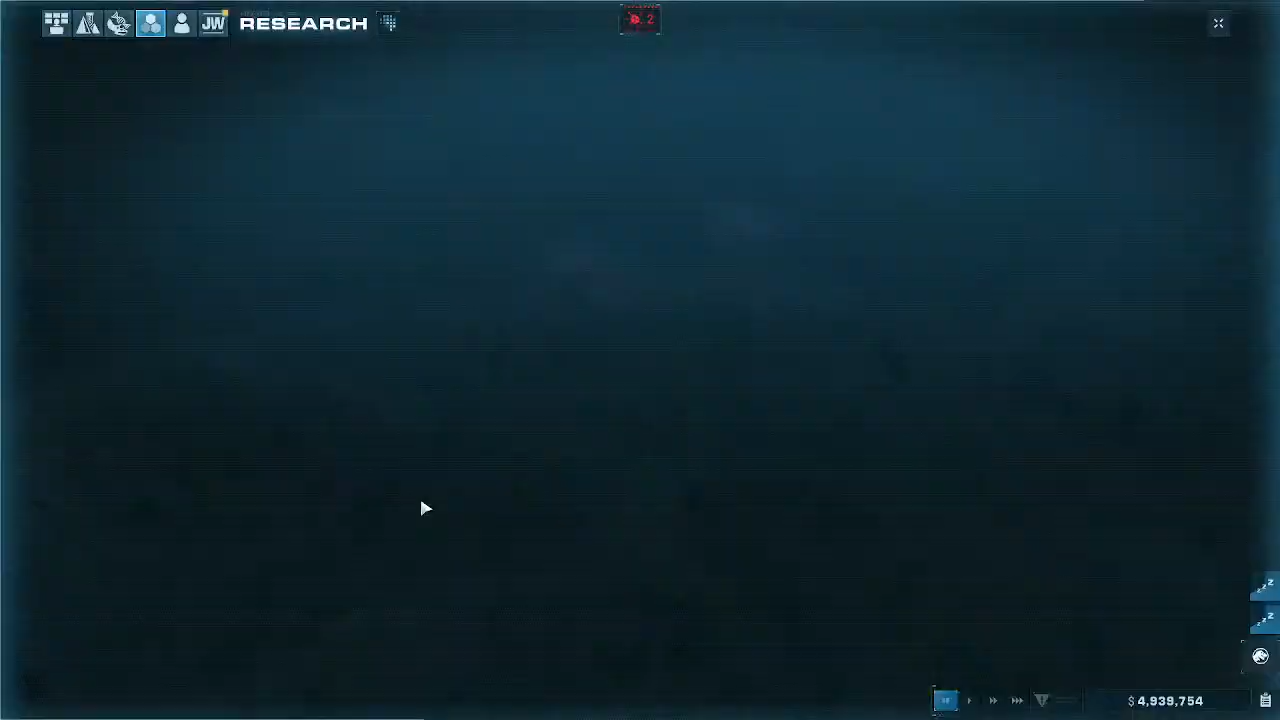 JW
RESEARCH
2
z z Z
z z Z
$ 4,939,754